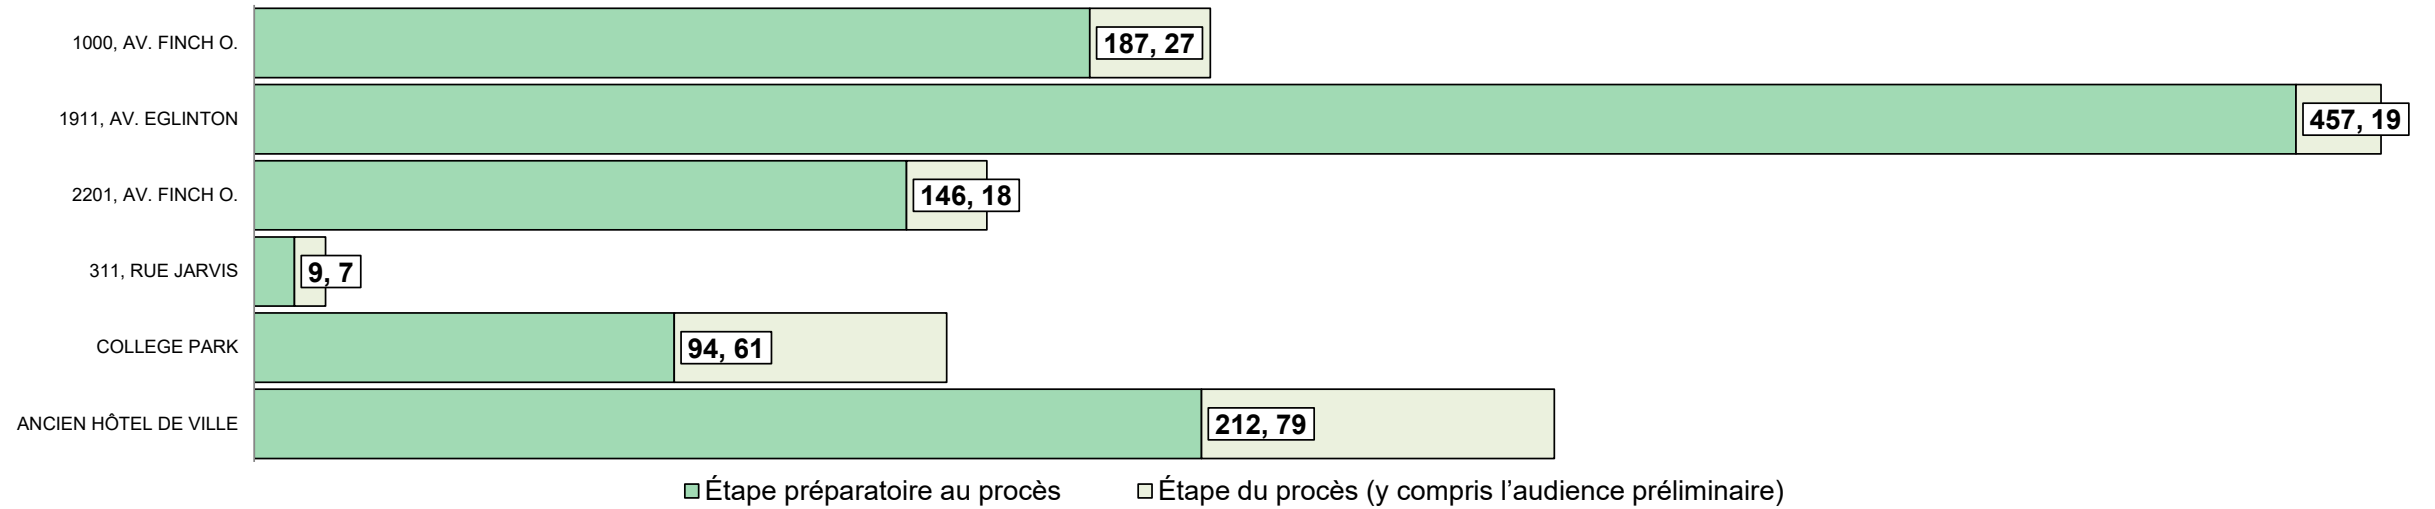 1000, AV. FINCH O.
187, 27
1911, AV. EGLINTON
457, 19
2201, AV. FINCH O.
146, 18
311, RUE JARVIS
9, 7
COLLEGE PARK
94, 61
ANCIEN HÔTEL DE VILLE
212, 79
Étape préparatoire au procès
Étape du procès (y compris l’audience préliminaire)